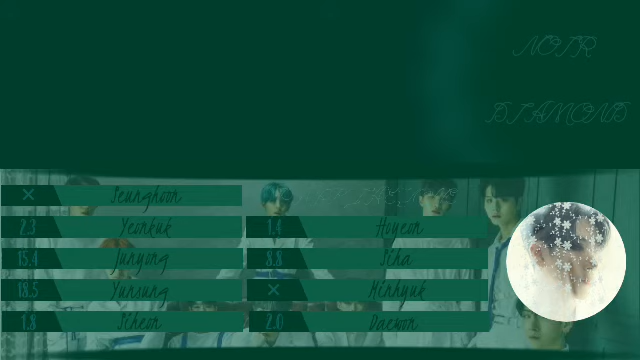 NOIR
DIAMOND
× Seunghoon
2.3 Yeonkuk
1.4 Hoyeon
15.4 Junyong
8.8 Siha
18.5 Yunsung
× Minhyuk
1.8 Siheon
2.0 Daewon